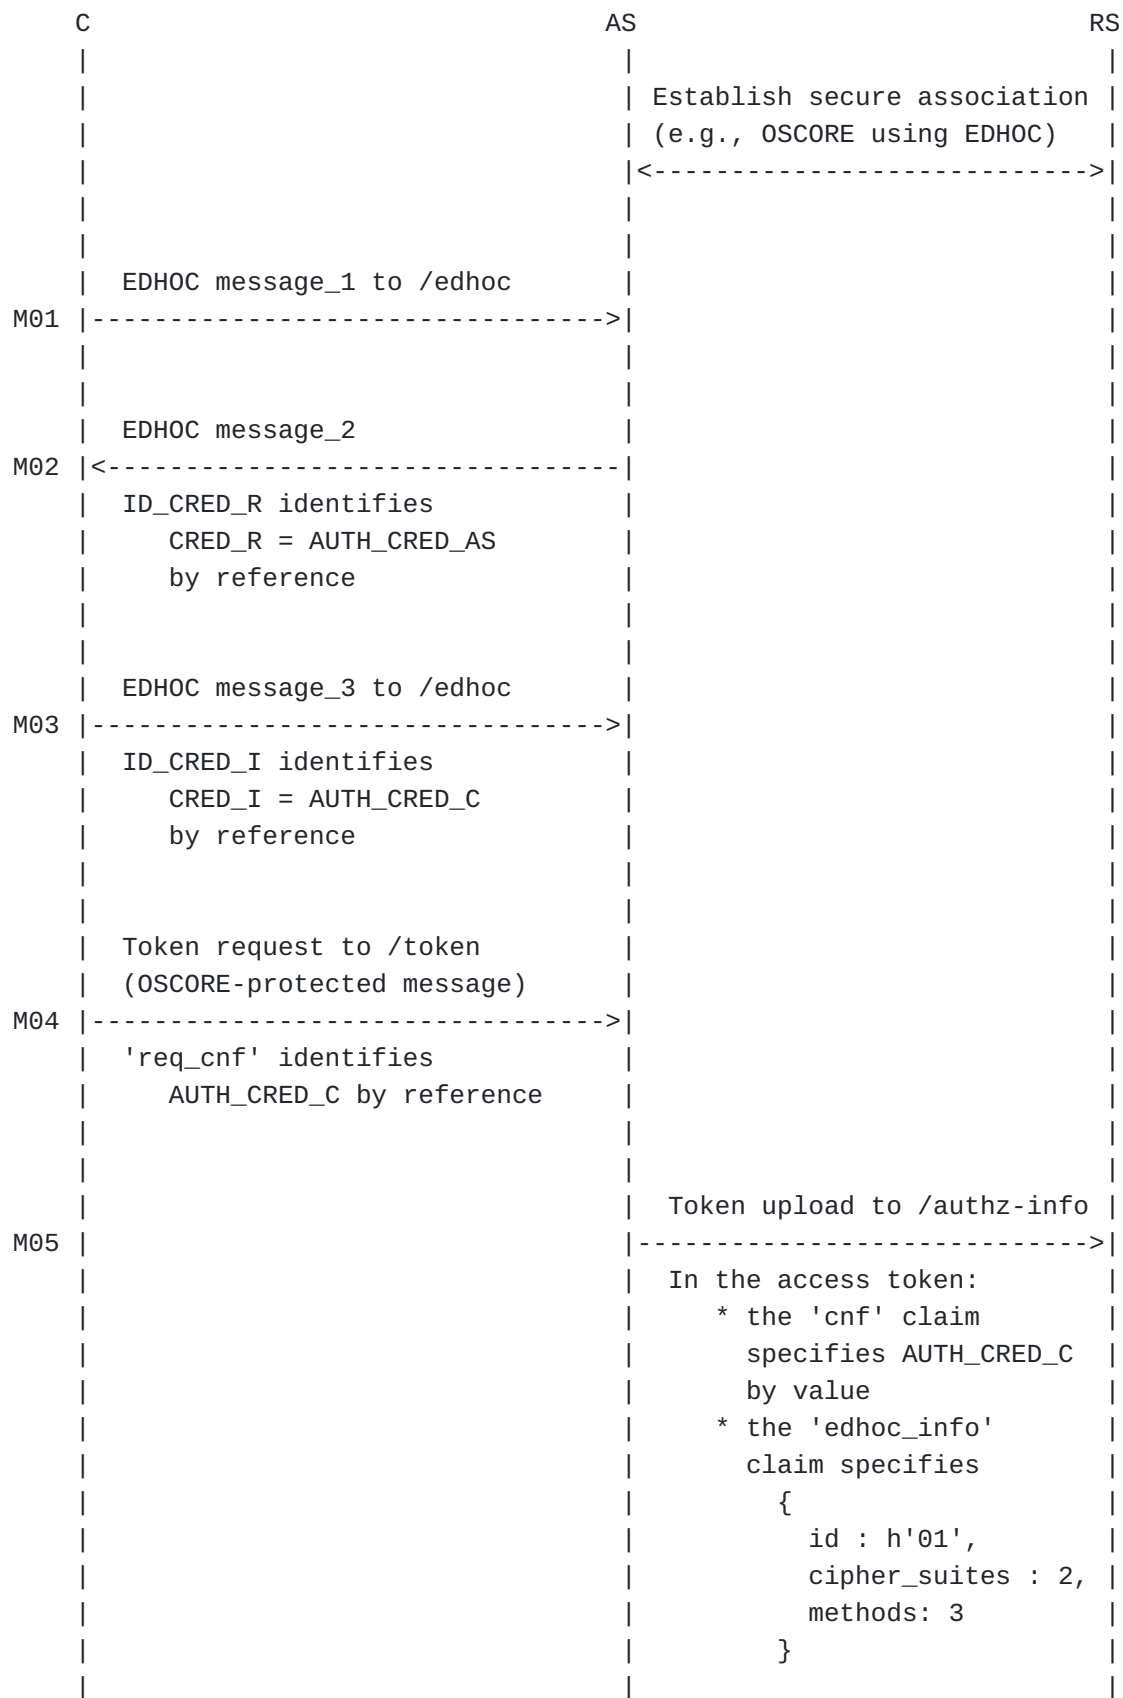 C                                 AS                             RS
    |                                  |                              |
    |                                  | Establish secure association |
    |                                  | (e.g., OSCORE using EDHOC)   |
    |                                  |<---------------------------->|
    |                                  |                              |
    |                                  |                              |
    |  EDHOC message_1 to /edhoc       |                              |
M01 |--------------------------------->|                              |
    |                                  |                              |
    |                                  |                              |
    |  EDHOC message_2                 |                              |
M02 |<---------------------------------|                              |
    |  ID_CRED_R identifies            |                              |
    |     CRED_R = AUTH_CRED_AS        |                              |
    |     by reference                 |                              |
    |                                  |                              |
    |                                  |                              |
    |  EDHOC message_3 to /edhoc       |                              |
M03 |--------------------------------->|                              |
    |  ID_CRED_I identifies            |                              |
    |     CRED_I = AUTH_CRED_C         |                              |
    |     by reference                 |                              |
    |                                  |                              |
    |                                  |                              |
    |  Token request to /token         |                              |
    |  (OSCORE-protected message)      |                              |
M04 |--------------------------------->|                              |
    |  'req_cnf' identifies            |                              |
    |     AUTH_CRED_C by reference     |                              |
    |                                  |                              |
    |                                  |                              |
    |                                  |  Token upload to /authz-info |
M05 |                                  |----------------------------->|
    |                                  |  In the access token:        |
    |                                  |     * the 'cnf' claim        |
    |                                  |       specifies AUTH_CRED_C  |
    |                                  |       by value               |
    |                                  |     * the 'edhoc_info'       |
    |                                  |       claim specifies        |
    |                                  |         {                    |
    |                                  |           id : h'01',        |
    |                                  |           cipher_suites : 2, |
    |                                  |           methods: 3         |
    |                                  |         }                    |
    |                                  |                              |